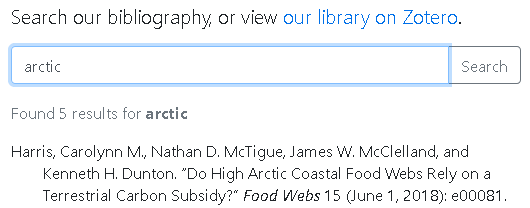 Search our bibliography, or view our library on Zotero.
arctic Search
Found 5 results for arctic
Harris, Carolynn M., Nathan D. McTigue, James W. McClelland, and
Kenneth H. Dunton. “Do High Arctic Coastal Food Webs Rely on a
Terrestrial Carbon Subsidy?” Food Webs 15 (June 1, 2018): e00081.